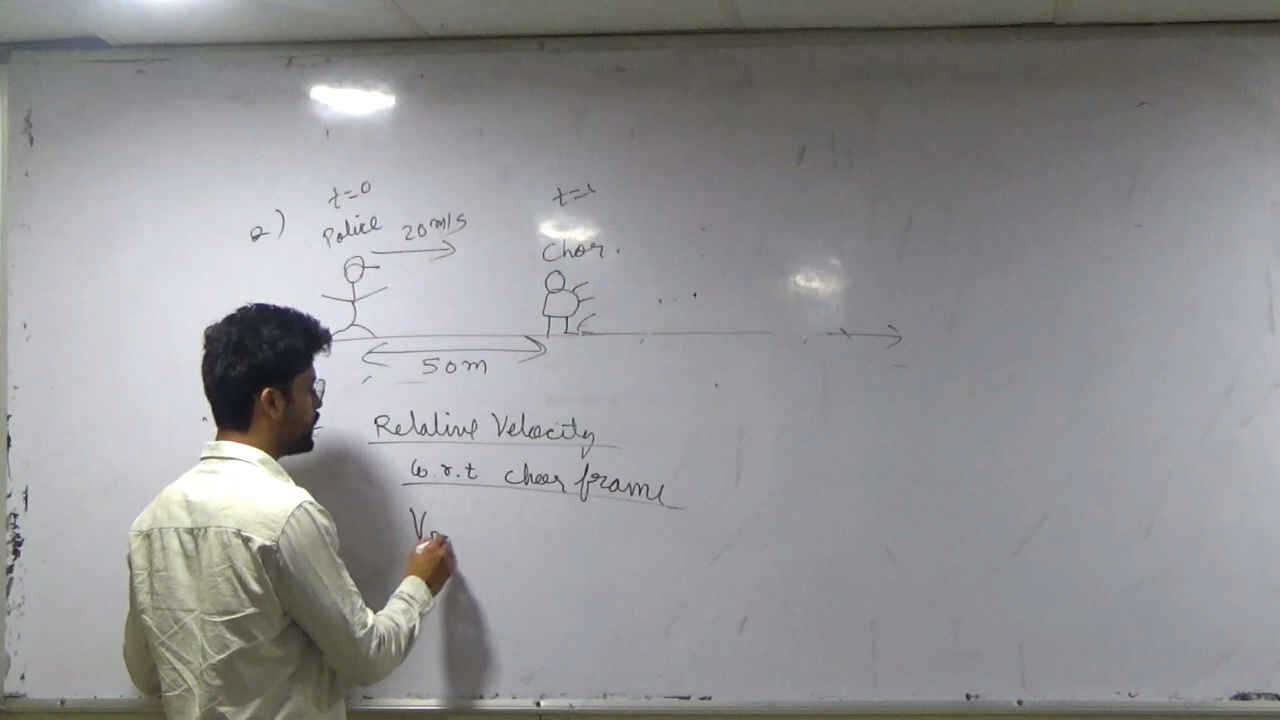 t=0
2) Police 20m/s
Chor.
50m
Relative Velocity
w.r.t chor frame
V